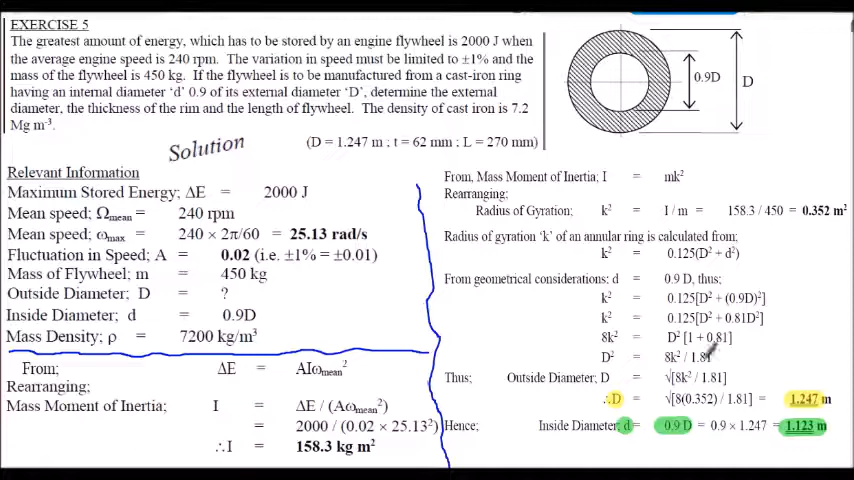 EXERCISE 5
The greatest amount of energy, which has to be stored by an engine flywheel is 2000 J when
the average engine speed is 240 rpm. The variation in speed must be limited to ±1% and the
mass of the flywheel is 450 kg. If the flywheel is to be manufactured from a cast-iron ring
having an internal diameter 'd' 0.9 of its external diameter 'D', determine the external
diameter, the thickness of the rim and the length of flywheel. The density of cast iron is 7.2
Mg m⁻³.
(D = 1.247 m ; t = 62 mm ; L = 270 mm)
0.9D
D
Solution
Relevant Information
Maximum Stored Energy; ΔE = 2000 J
Mean speed; Ωmean = 240 rpm
Mean speed; ωmax = 240 × 2π/60 = 25.13 rad/s
Fluctuation in Speed; A = 0.02 (i.e. ±1% = ±0.01)
Mass of Flywheel; m = 450 kg
Outside Diameter; D = ?
Inside Diameter; d = 0.9D
Mass Density; ρ = 7200 kg/m³
From; ΔE = AIωmean²
Rearranging;
Mass Moment of Inertia; I = ΔE / (Aωmean²)
= 2000 / (0.02 × 25.13²)
∴I = 158.3 kg m²
From, Mass Moment of Inertia; I = mk²
Rearranging;
Radius of Gyration; k² = I / m = 158.3 / 450 = 0.352 m²
Radius of gyration 'k' of an annular ring is calculated from;
k² = 0.125(D² + d²)
From geometrical considerations; d = 0.9 D, thus;
k² = 0.125[D² + (0.9D)²]
k² = 0.125[D² + 0.81D²]
8k² = D² [1 + 0.81]
D² = 8k² / 1.81
Thus; Outside Diameter; D = √[8k² / 1.81]
∴D = √[8(0.352) / 1.81] = 1.247 m
Hence; Inside Diameter; d = 0.9 D = 0.9 × 1.247 = 1.123 m